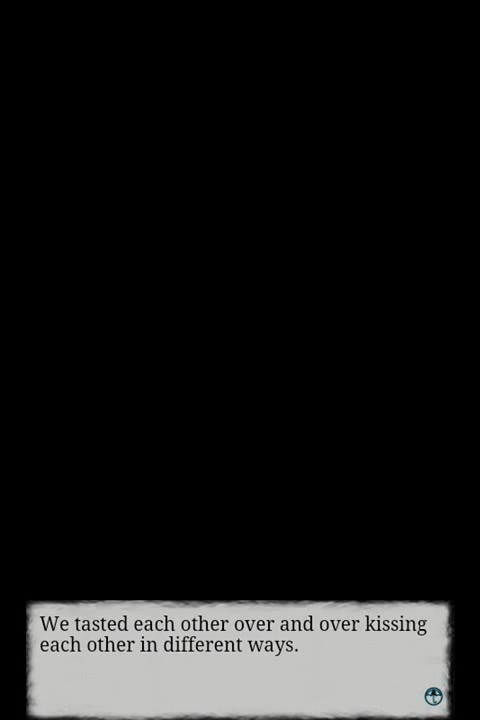 We tasted each other over and over kissing
each other in different ways.